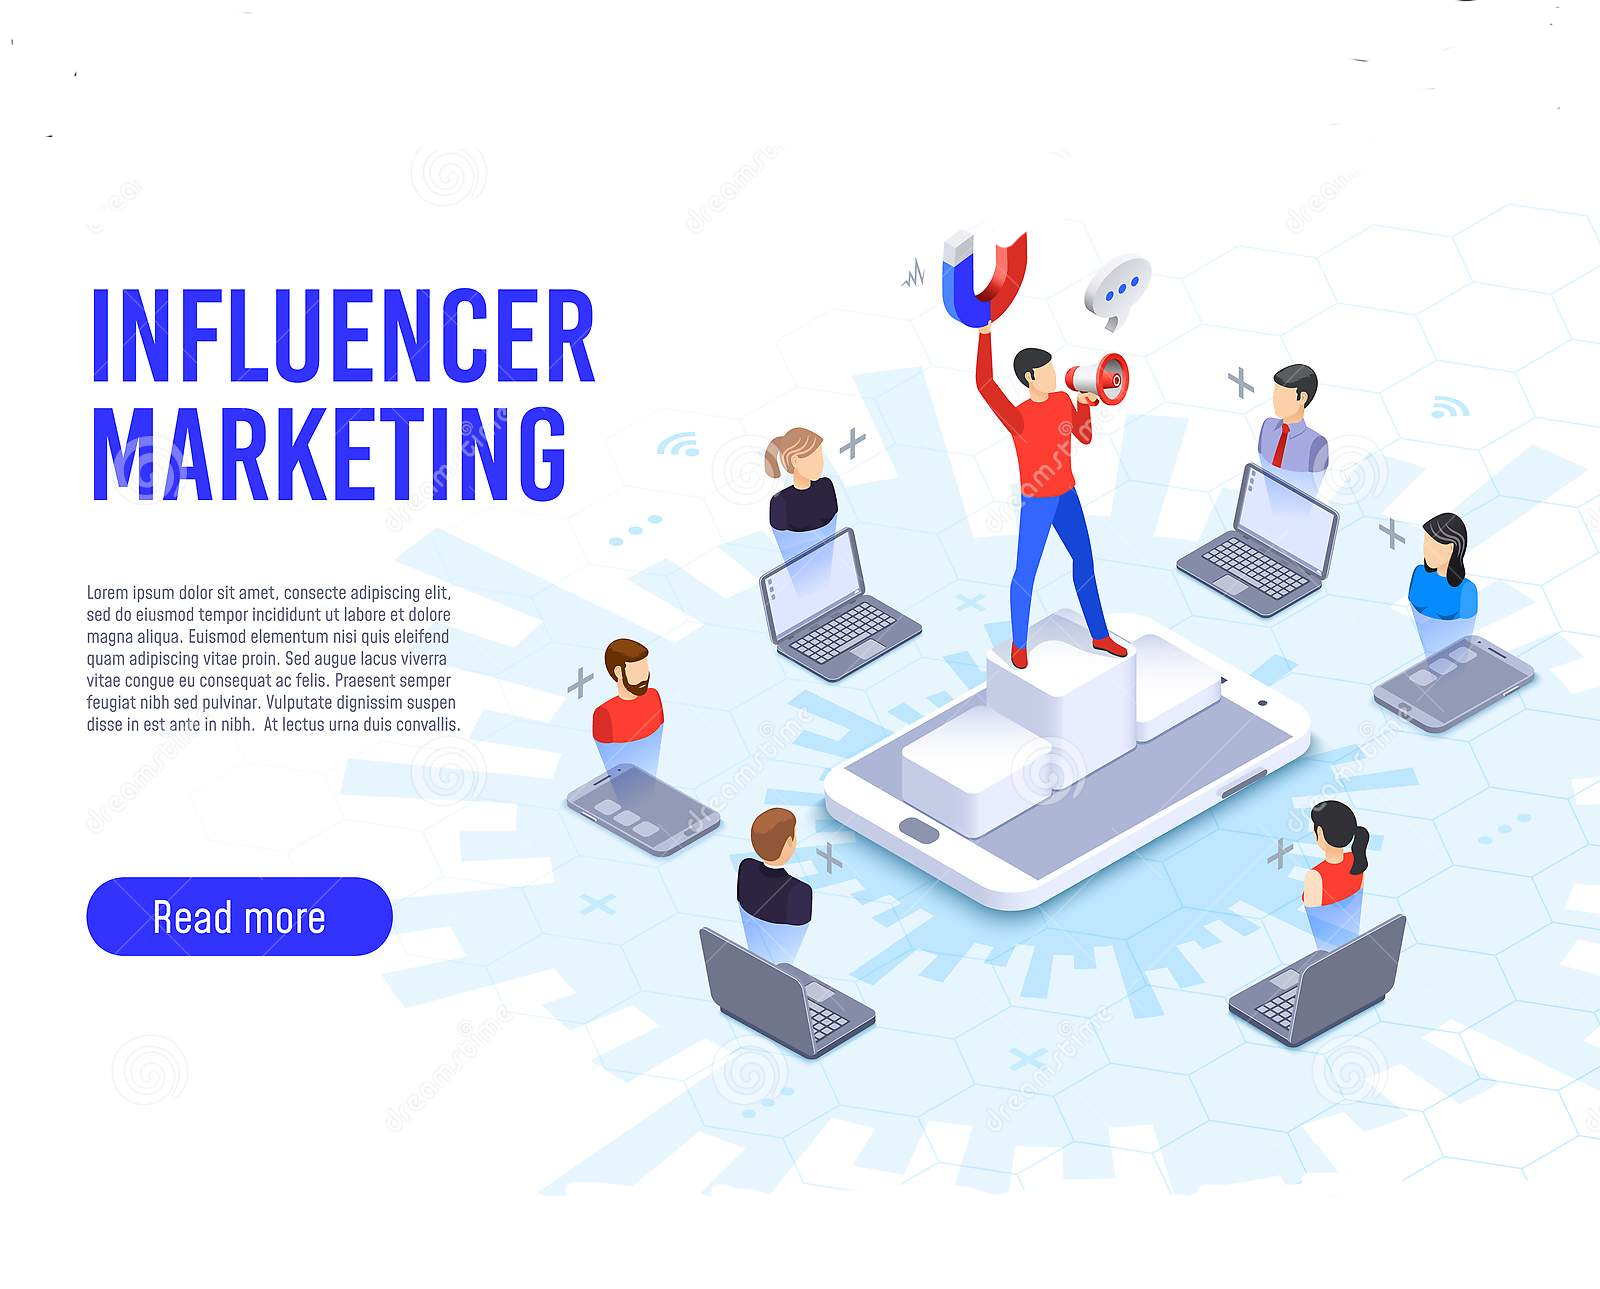 INFLUENCER
MARKETING
Lorem ipsum dolor sit amet, consecte adipiscing elit,
sed do eiusmod tempor incididunt ut labore et dolore
magna aliqua. Euismod elementum nisi quis eleifend
quam adipiscing vitae proin. Sed augue lacus viverra
vitae congue eu consequat ac felis. Praesent semper
feugiat nibh sed pulvinar. Vulputate dignissim suspen
disse in est ante in nibh.  At lectus urna duis convallis.
Read more
dreamstime